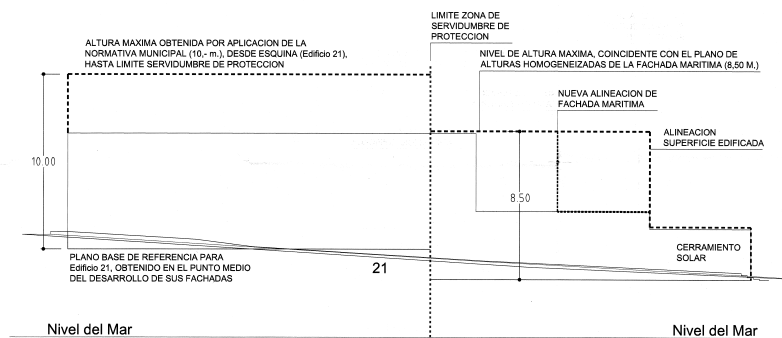 LIMITE ZONA DE
SERVIDUMBRE DE
PROTECCION
ALTURA MAXIMA OBTENIDA POR APLICACION DE LA
NORMATIVA MUNICIPAL (10,- m.), DESDE ESQUINA (Edificio 21),
HASTA LIMITE SERVIDUMBRE DE PROTECCION
NIVEL DE ALTURA MAXIMA, COINCIDENTE CON EL PLANO DE
ALTURAS HOMOGENEIZADAS DE LA FACHADA MARITIMA (8,50 M.)
NUEVA ALINEACION DE
FACHADA MARITIMA
ALINEACION
SUPERFICIE EDIFICADA
10.00
8.50
CERRAMIENTO
SOLAR
PLANO BASE DE REFERENCIA PARA
Edificio 21, OBTENIDO EN EL PUNTO MEDIO
DEL DESARROLLO DE SUS FACHADAS
21
Nivel del Mar
Nivel del Mar